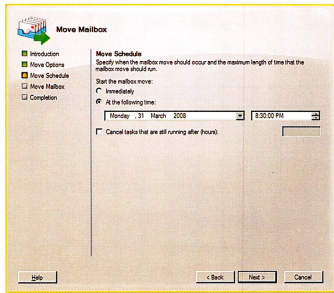 Move Mailbox
Introduction
Move Options
Move Schedule
Move Mailbox
Completion
Move Schedule
Specify when the mailbox move should occur and the maximum length of time that the
mailbox move should run.
Start the mailbox move:
Immediately
At the following time:
Monday , 31 March 2008
8:30:00 PM
Cancel tasks that are still running after (hours):
Help
< Back
Next >
Cancel